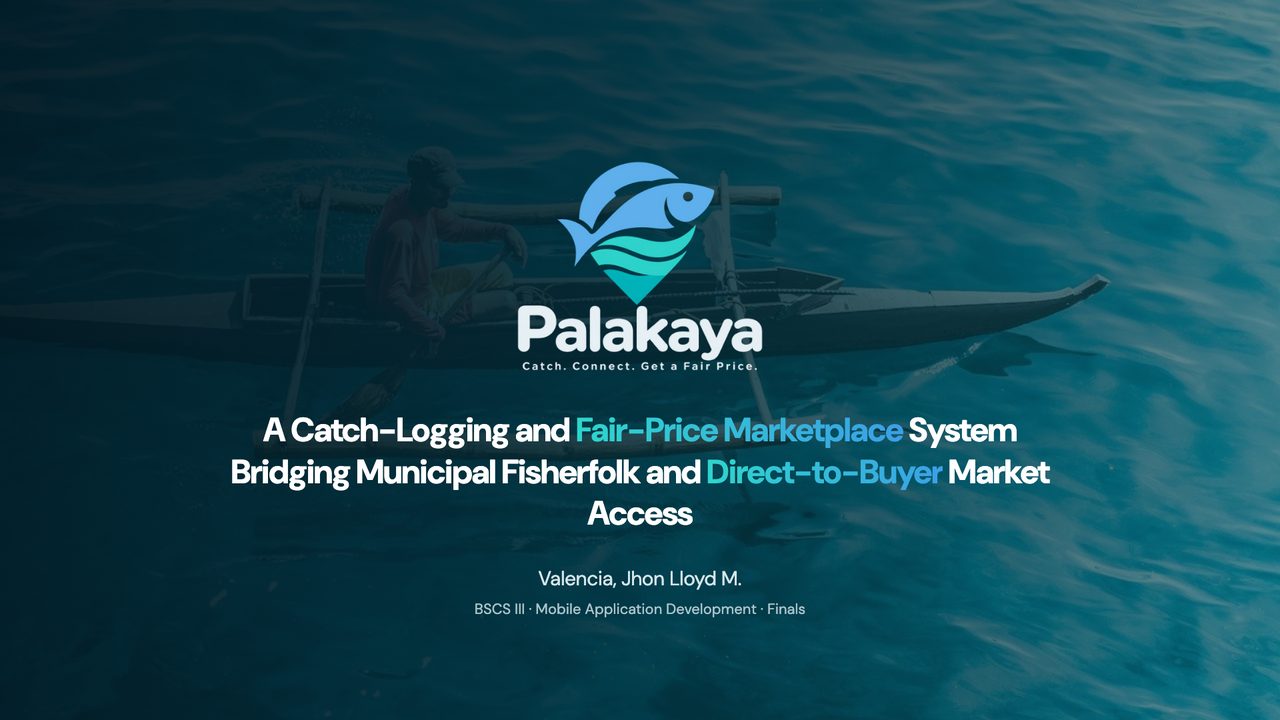 Palakaya
Catch. Connect. Get a Fair Price.
A Catch-Logging and Fair-Price Marketplace System
Bridging Municipal Fisherfolk and Direct-to-Buyer Market
Access
Valencia, Jhon Lloyd M.
BSCS III · Mobile Application Development · Finals